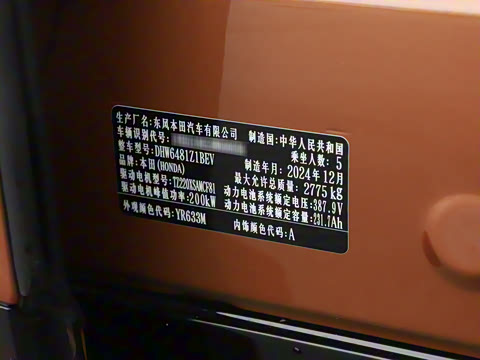 生产厂名:东风本田汽车有限公司 制造国:中华人民共和国
车辆识别代号: 乘坐人数: 5
整车型号:DHW6481Z1BEV 制造年月: 2024年12月
品牌:本田(HONDA) 最大允许总质量: 2775kg
驱动电机型号:TZ220XSAMCF81 动力电池系统额定电压:387.9V
驱动电机峰值功率:200kW 动力电池系统额定容量:231.7Ah
外观颜色代码:YR633M 内饰颜色代码:A